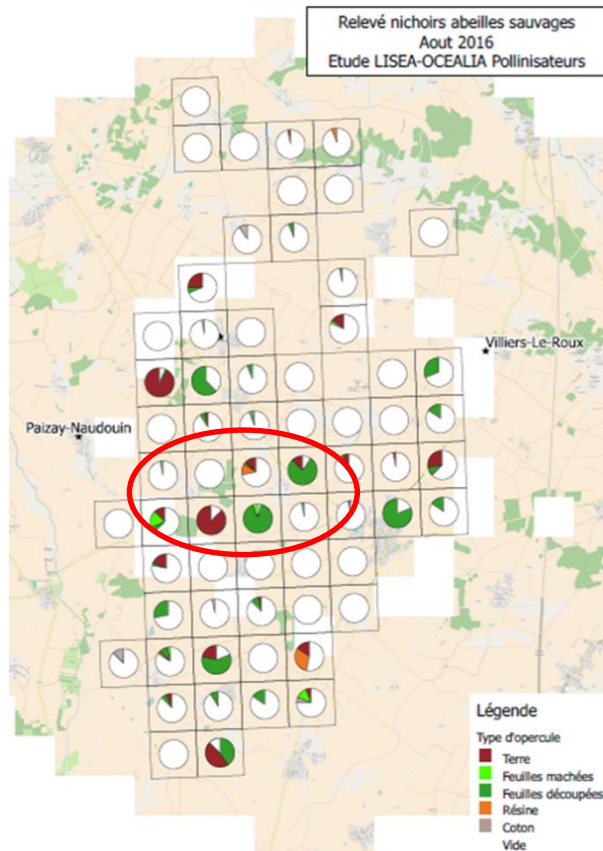 Relevé nichoirs abeilles sauvages
Aout 2016
Etude LISEA-OCEALIA Pollinisateurs
Villiers-Le-Roux
Paizay-Naudouin
Légende
Type d'opercule
Terre
Feuilles machées
Feuilles découpées
Résine
Coton
Vide